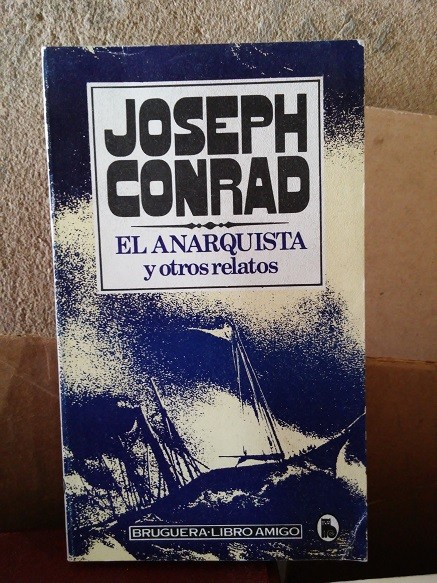 JOSEPH
CONRAD
EL ANARQUISTA
y otros relatos
BRUGUERA·LIBRO AMIGO